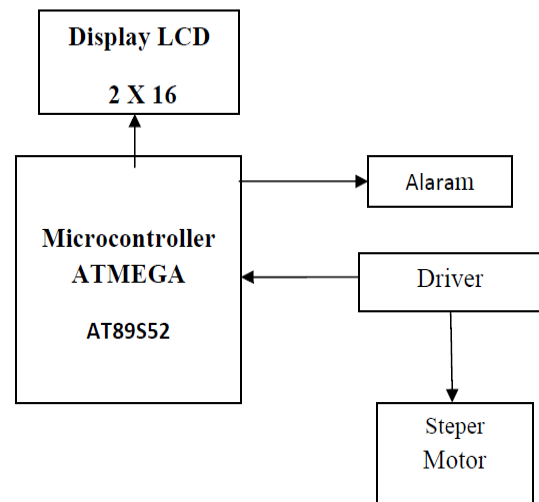 Display LCD
2 X 16
Microcontroller
ATMEGA
AT89S52
Alaram
Driver
Steper
Motor